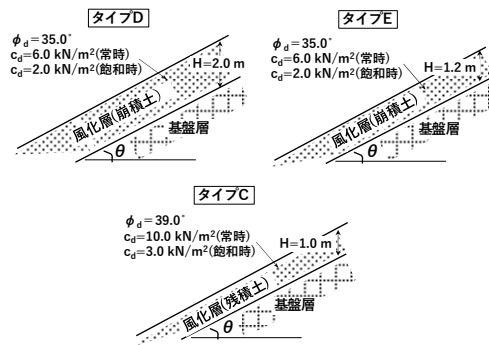 タイプD
ϕd＝35.0°
cd=6.0 kN/m²(常時)
cd=2.0 kN/m²(飽和時)
H=2.0 m
風化層(崩積土)
基盤層
θ
タイプE
ϕd＝35.0°
cd=6.0 kN/m²(常時)
cd=2.0 kN/m²(飽和時)
H=1.2 m
風化層(崩積土)
基盤層
θ
タイプC
ϕd＝39.0°
cd=10.0 kN/m²(常時)
cd=3.0 kN/m²(飽和時)
H=1.0 m
風化層(残積土)
基盤層
θ